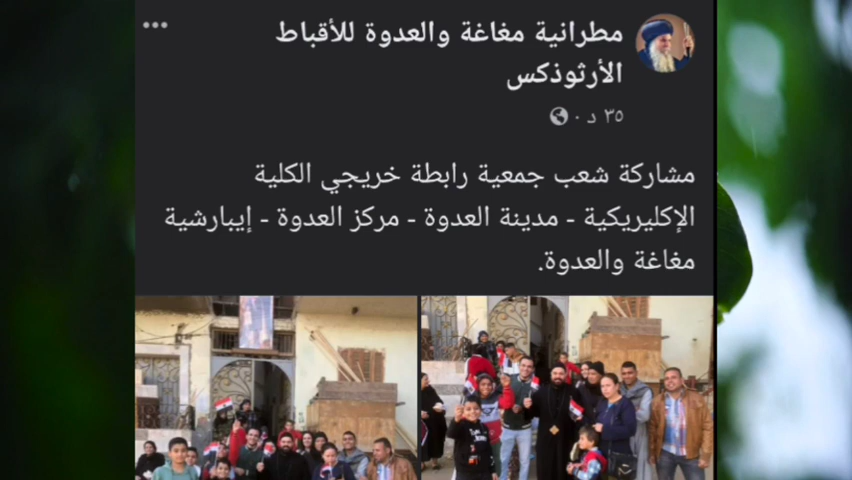 مطرانية مغاغة والعدوة للأقباط
الأرثوذكس
٣٥ د ·
مشاركة شعب جمعية رابطة خريجي الكلية
الإكليريكية - مدينة العدوة - مركز العدوة - إيبارشية
مغاغة والعدوة.